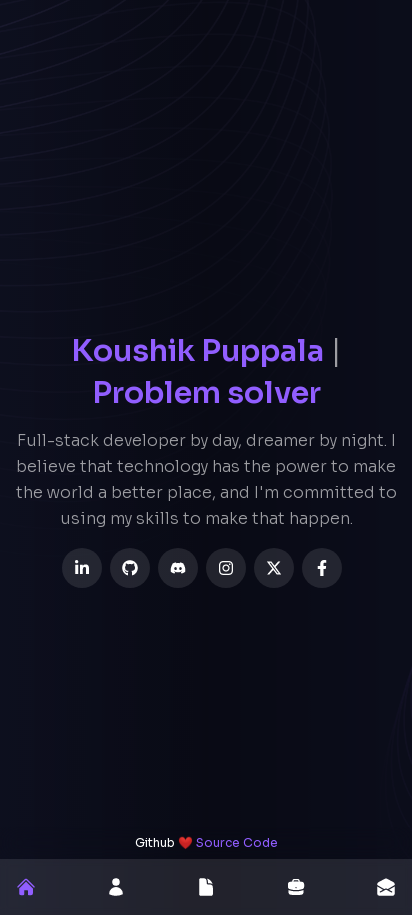 Koushik Puppala |
Problem solver
Full-stack developer by day, dreamer by night. I
believe that technology has the power to make
the world a better place, and I'm committed to
using my skills to make that happen.
Github ❤️ Source Code